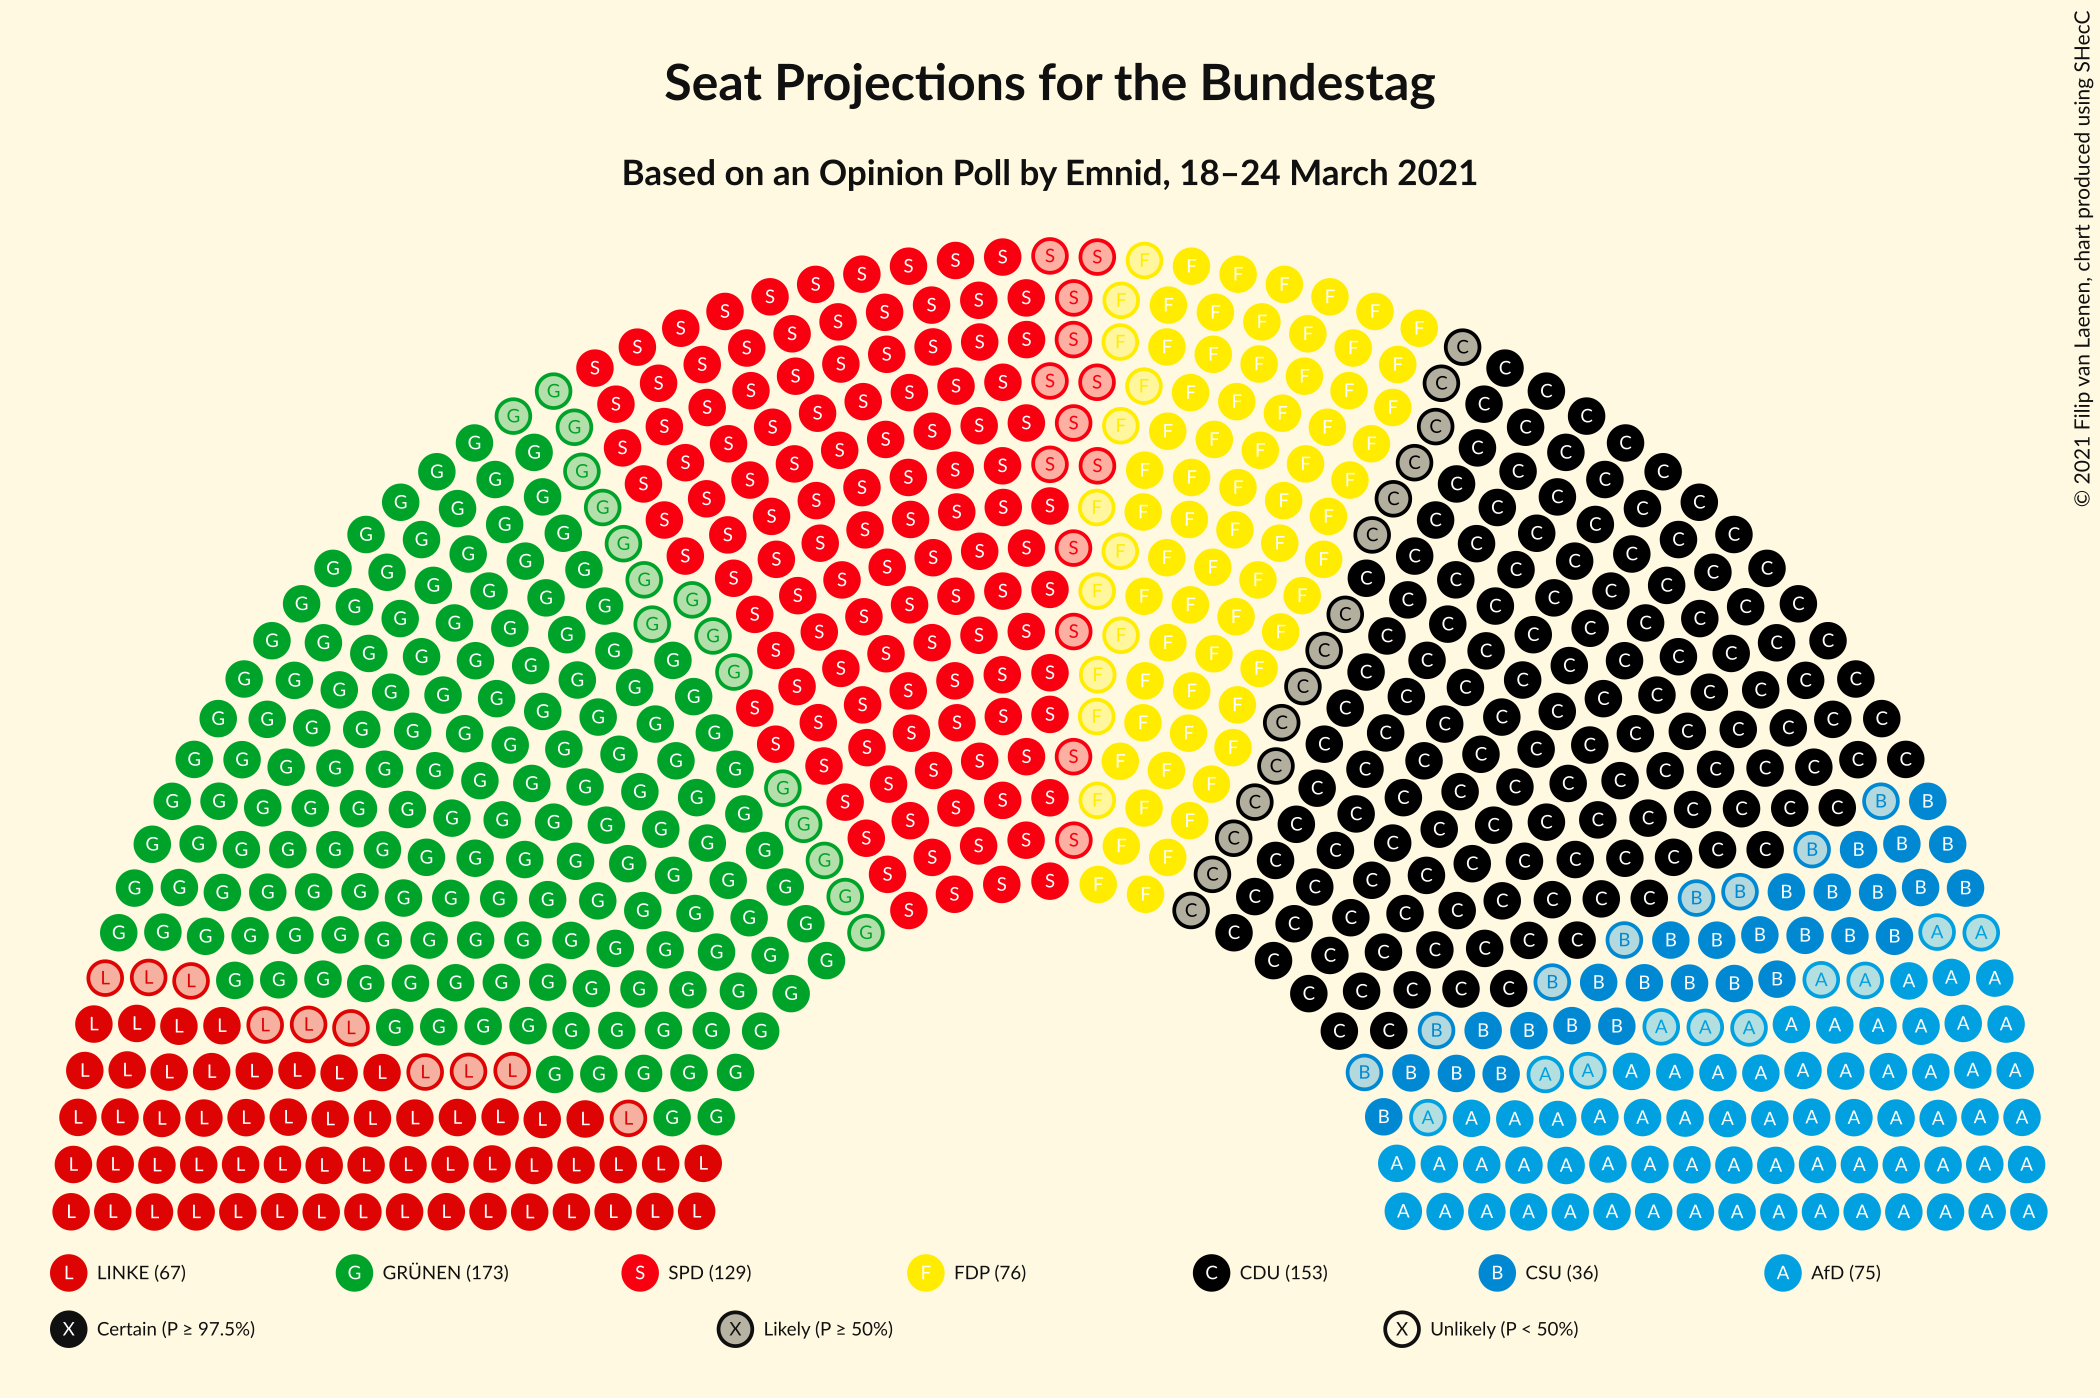 Seat Projections for the Bundestag
Based on an Opinion Poll by Emnid, 18–24 March 2021
© 2021 Filip van Laenen, chart produced using SHecC
L LINKE (67) G GRÜNEN (173) S SPD (129) F FDP (76) C CDU (153) B CSU (36) A AfD (75)
X Certain (P ≥ 97.5%) X Likely (P ≥ 50%) X Unlikely (P < 50%)